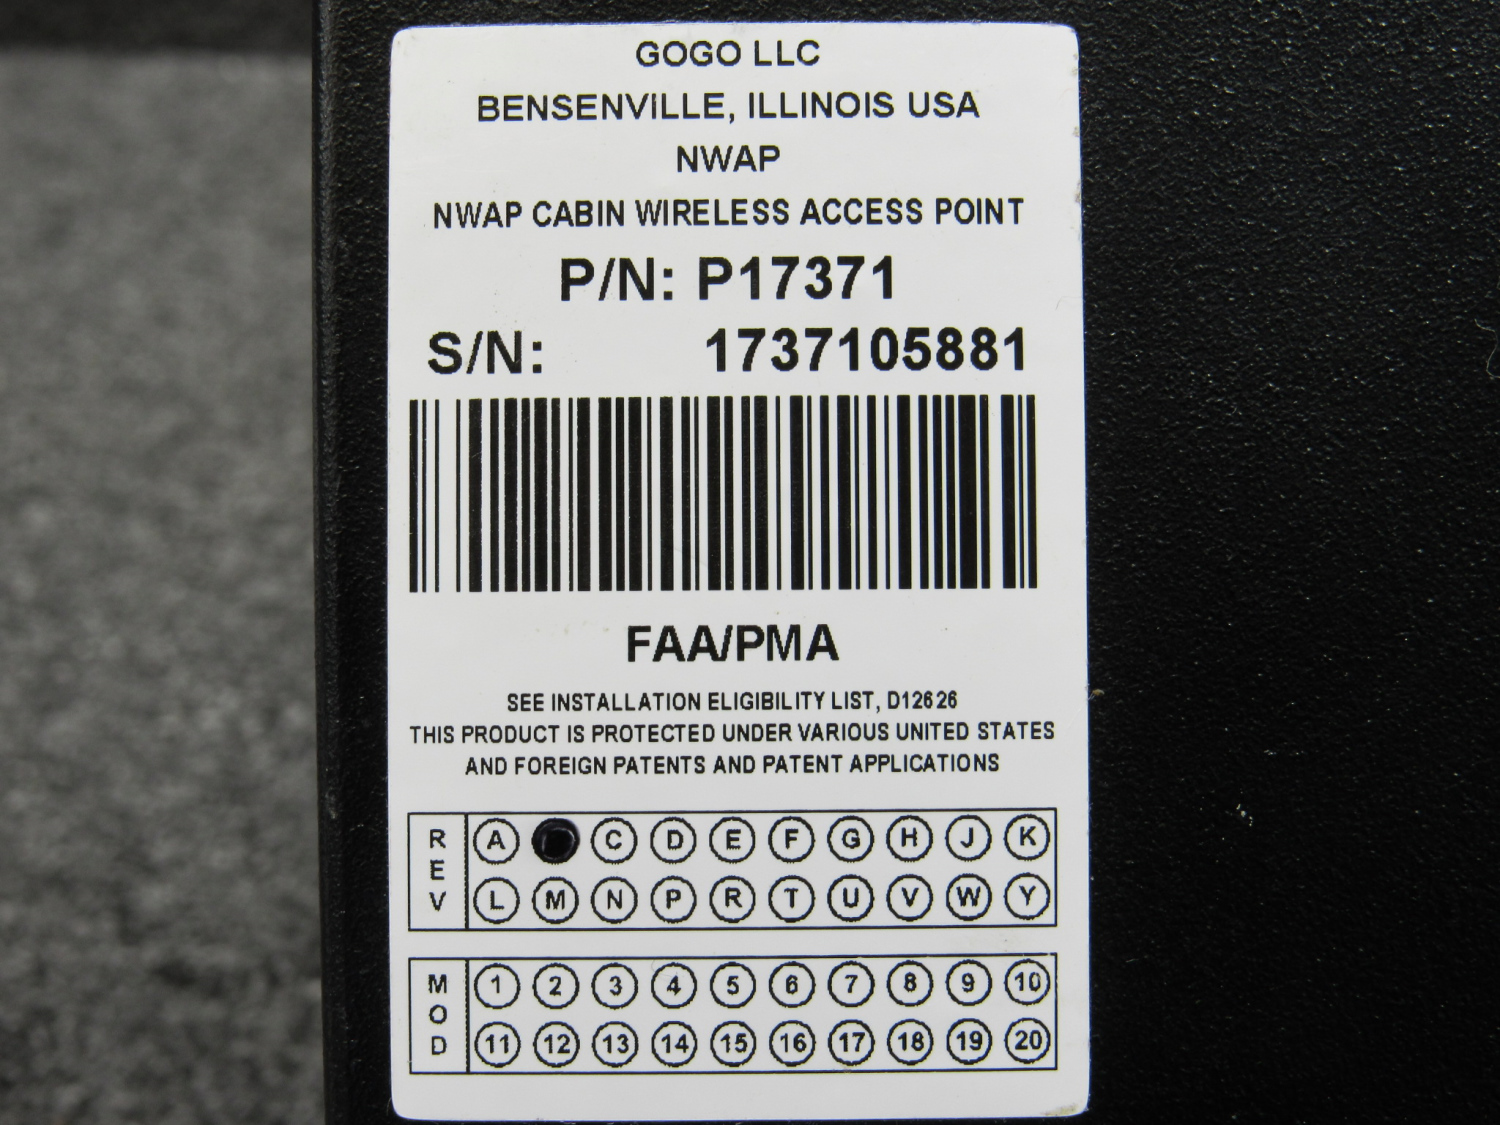 GOGO LLC
BENSENVILLE, ILLINOIS USA
NWAP
NWAP CABIN WIRELESS ACCESS POINT
P/N: P17371
S/N: 1737105881
FAA/PMA
SEE INSTALLATION ELIGIBILITY LIST, D12626
THIS PRODUCT IS PROTECTED UNDER VARIOUS UNITED STATES
AND FOREIGN PATENTS AND PATENT APPLICATIONS
REV
A C D E F G H J K
L M N P R T U V W Y
MOD
1 2 3 4 5 6 7 8 9 10
11 12 13 14 15 16 17 18 19 20